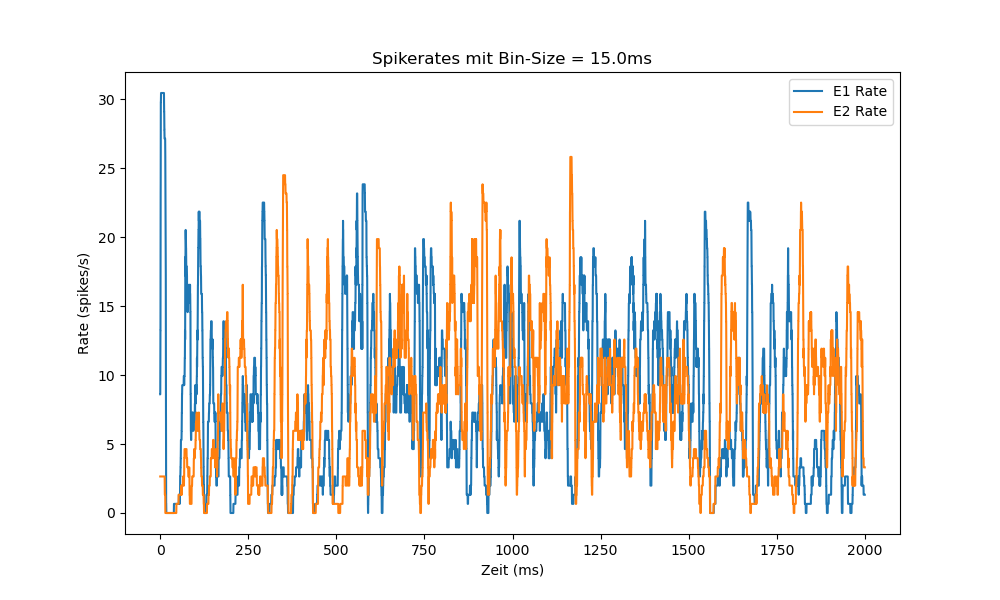 Spikerates mit Bin-Size = 15.0ms
E1 Rate
E2 Rate
30
25
20
15
10
5
0
Rate (spikes/s)
0 250 500 750 1000 1250 1500 1750 2000
Zeit (ms)